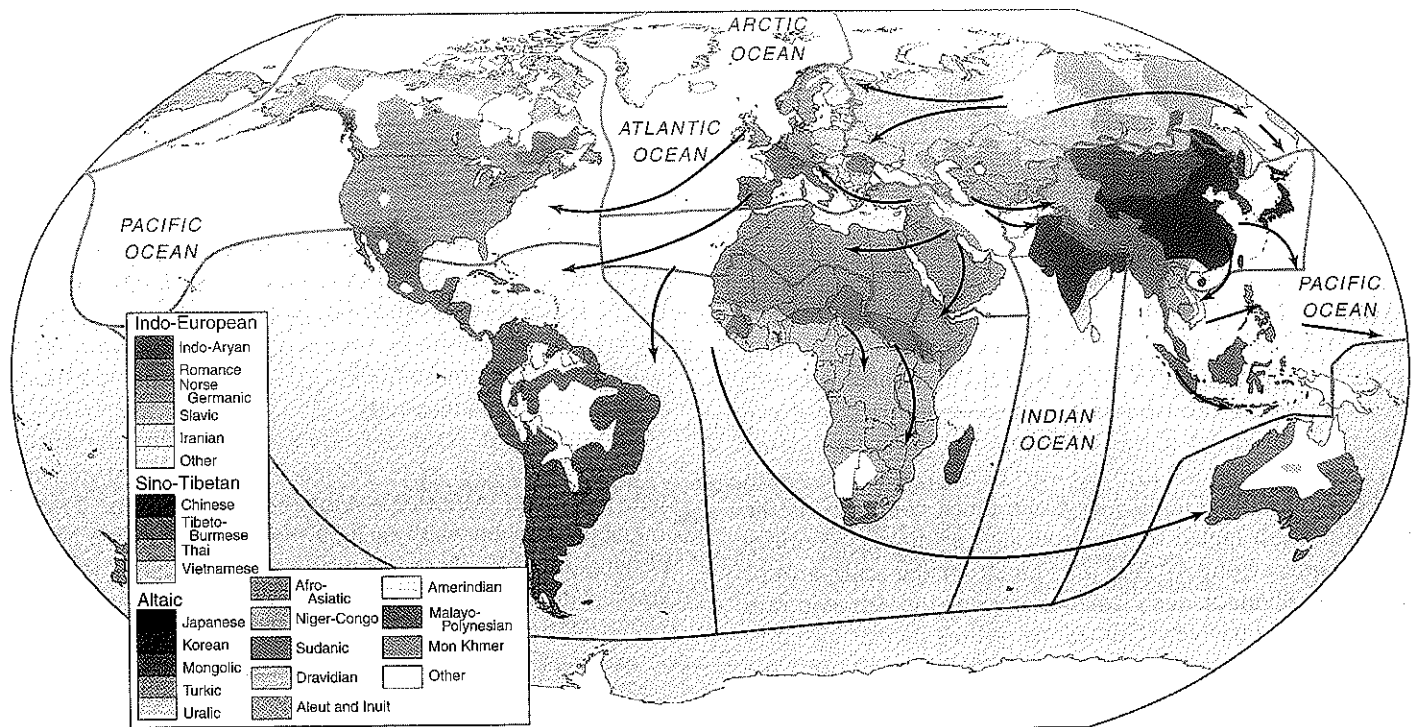 ARCTIC
OCEAN
ATLANTIC
OCEAN
PACIFIC
OCEAN
PACIFIC
OCEAN
INDIAN
OCEAN
Indo-European
Indo-Aryan
Romance
Norse
Germanic
Slavic
Iranian
Other
Sino-Tibetan
Chinese
Tibeto-
Burmese
Thai
Vietnamese
Altaic
Japanese
Korean
Mongolic
Turkic
Uralic
Afro-
Asiatic
Niger-Congo
Sudanic
Dravidian
Aleut and Inuit
Amerindian
Malayo-
Polynesian
Mon Khmer
Other